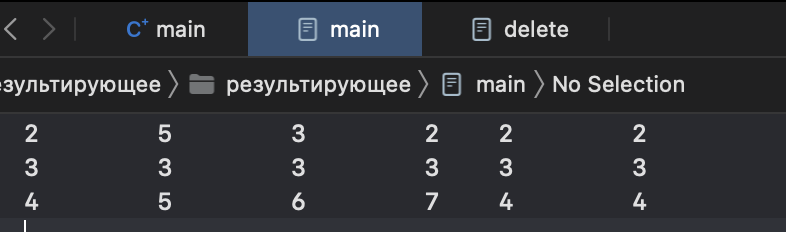 C+ main main delete
езультирующее результирующее main No Selection
2 5 3 2 2 2
3 3 3 3 3 3
4 5 6 7 4 4